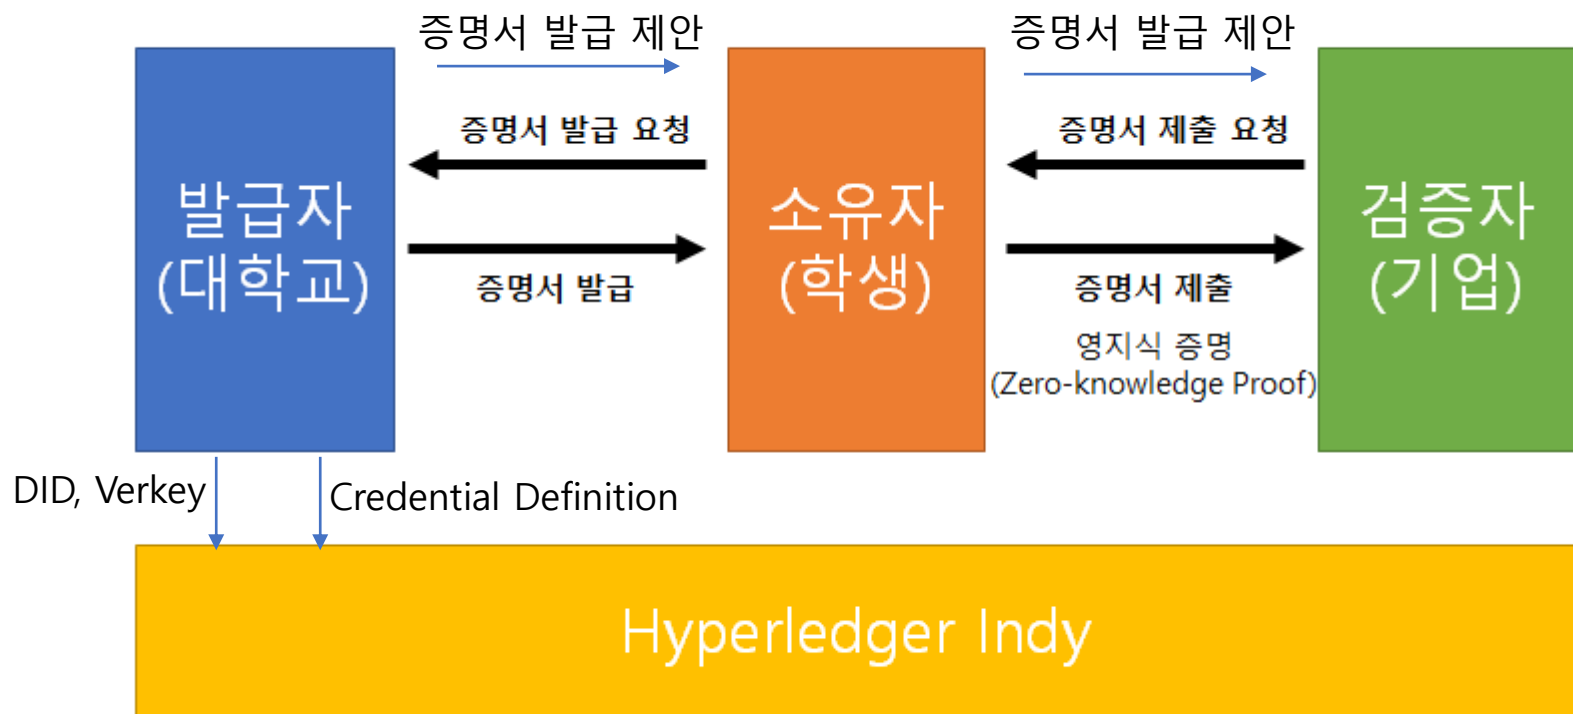 증명서 발급 제안
증명서 발급 제안
증명서 발급 요청
증명서 제출 요청
발급자
(대학교)
소유자
(학생)
검증자
(기업)
증명서 발급
증명서 제출
영지식 증명
(Zero-knowledge Proof)
DID, Verkey
Credential Definition
Hyperledger Indy